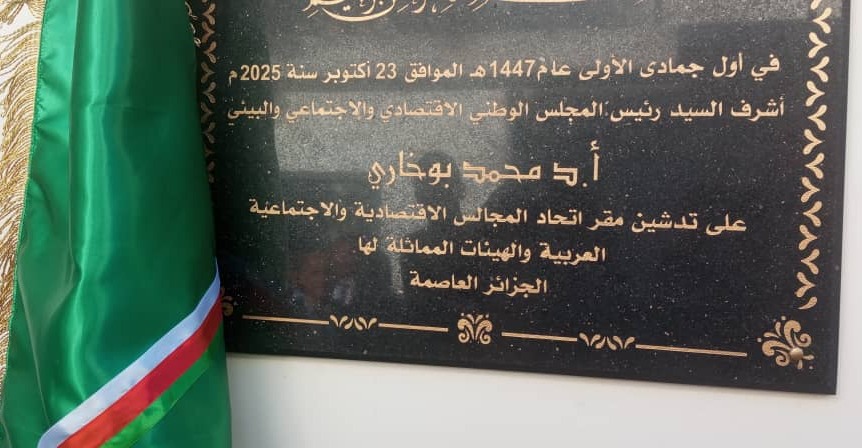 في أول جمادى الأولى عام 1447هـ الموافق 23 أكتوبر سنة 2025م
أشرف السيد رئيس المجلس الوطني الاقتصادي والاجتماعي والبيئي
أ.د محمد بوخاري
على تدشين مقر اتحاد المجالس الاقتصادية والاجتماعية
العربية والهيئات المماثلة لها
الجزائر العاصمة